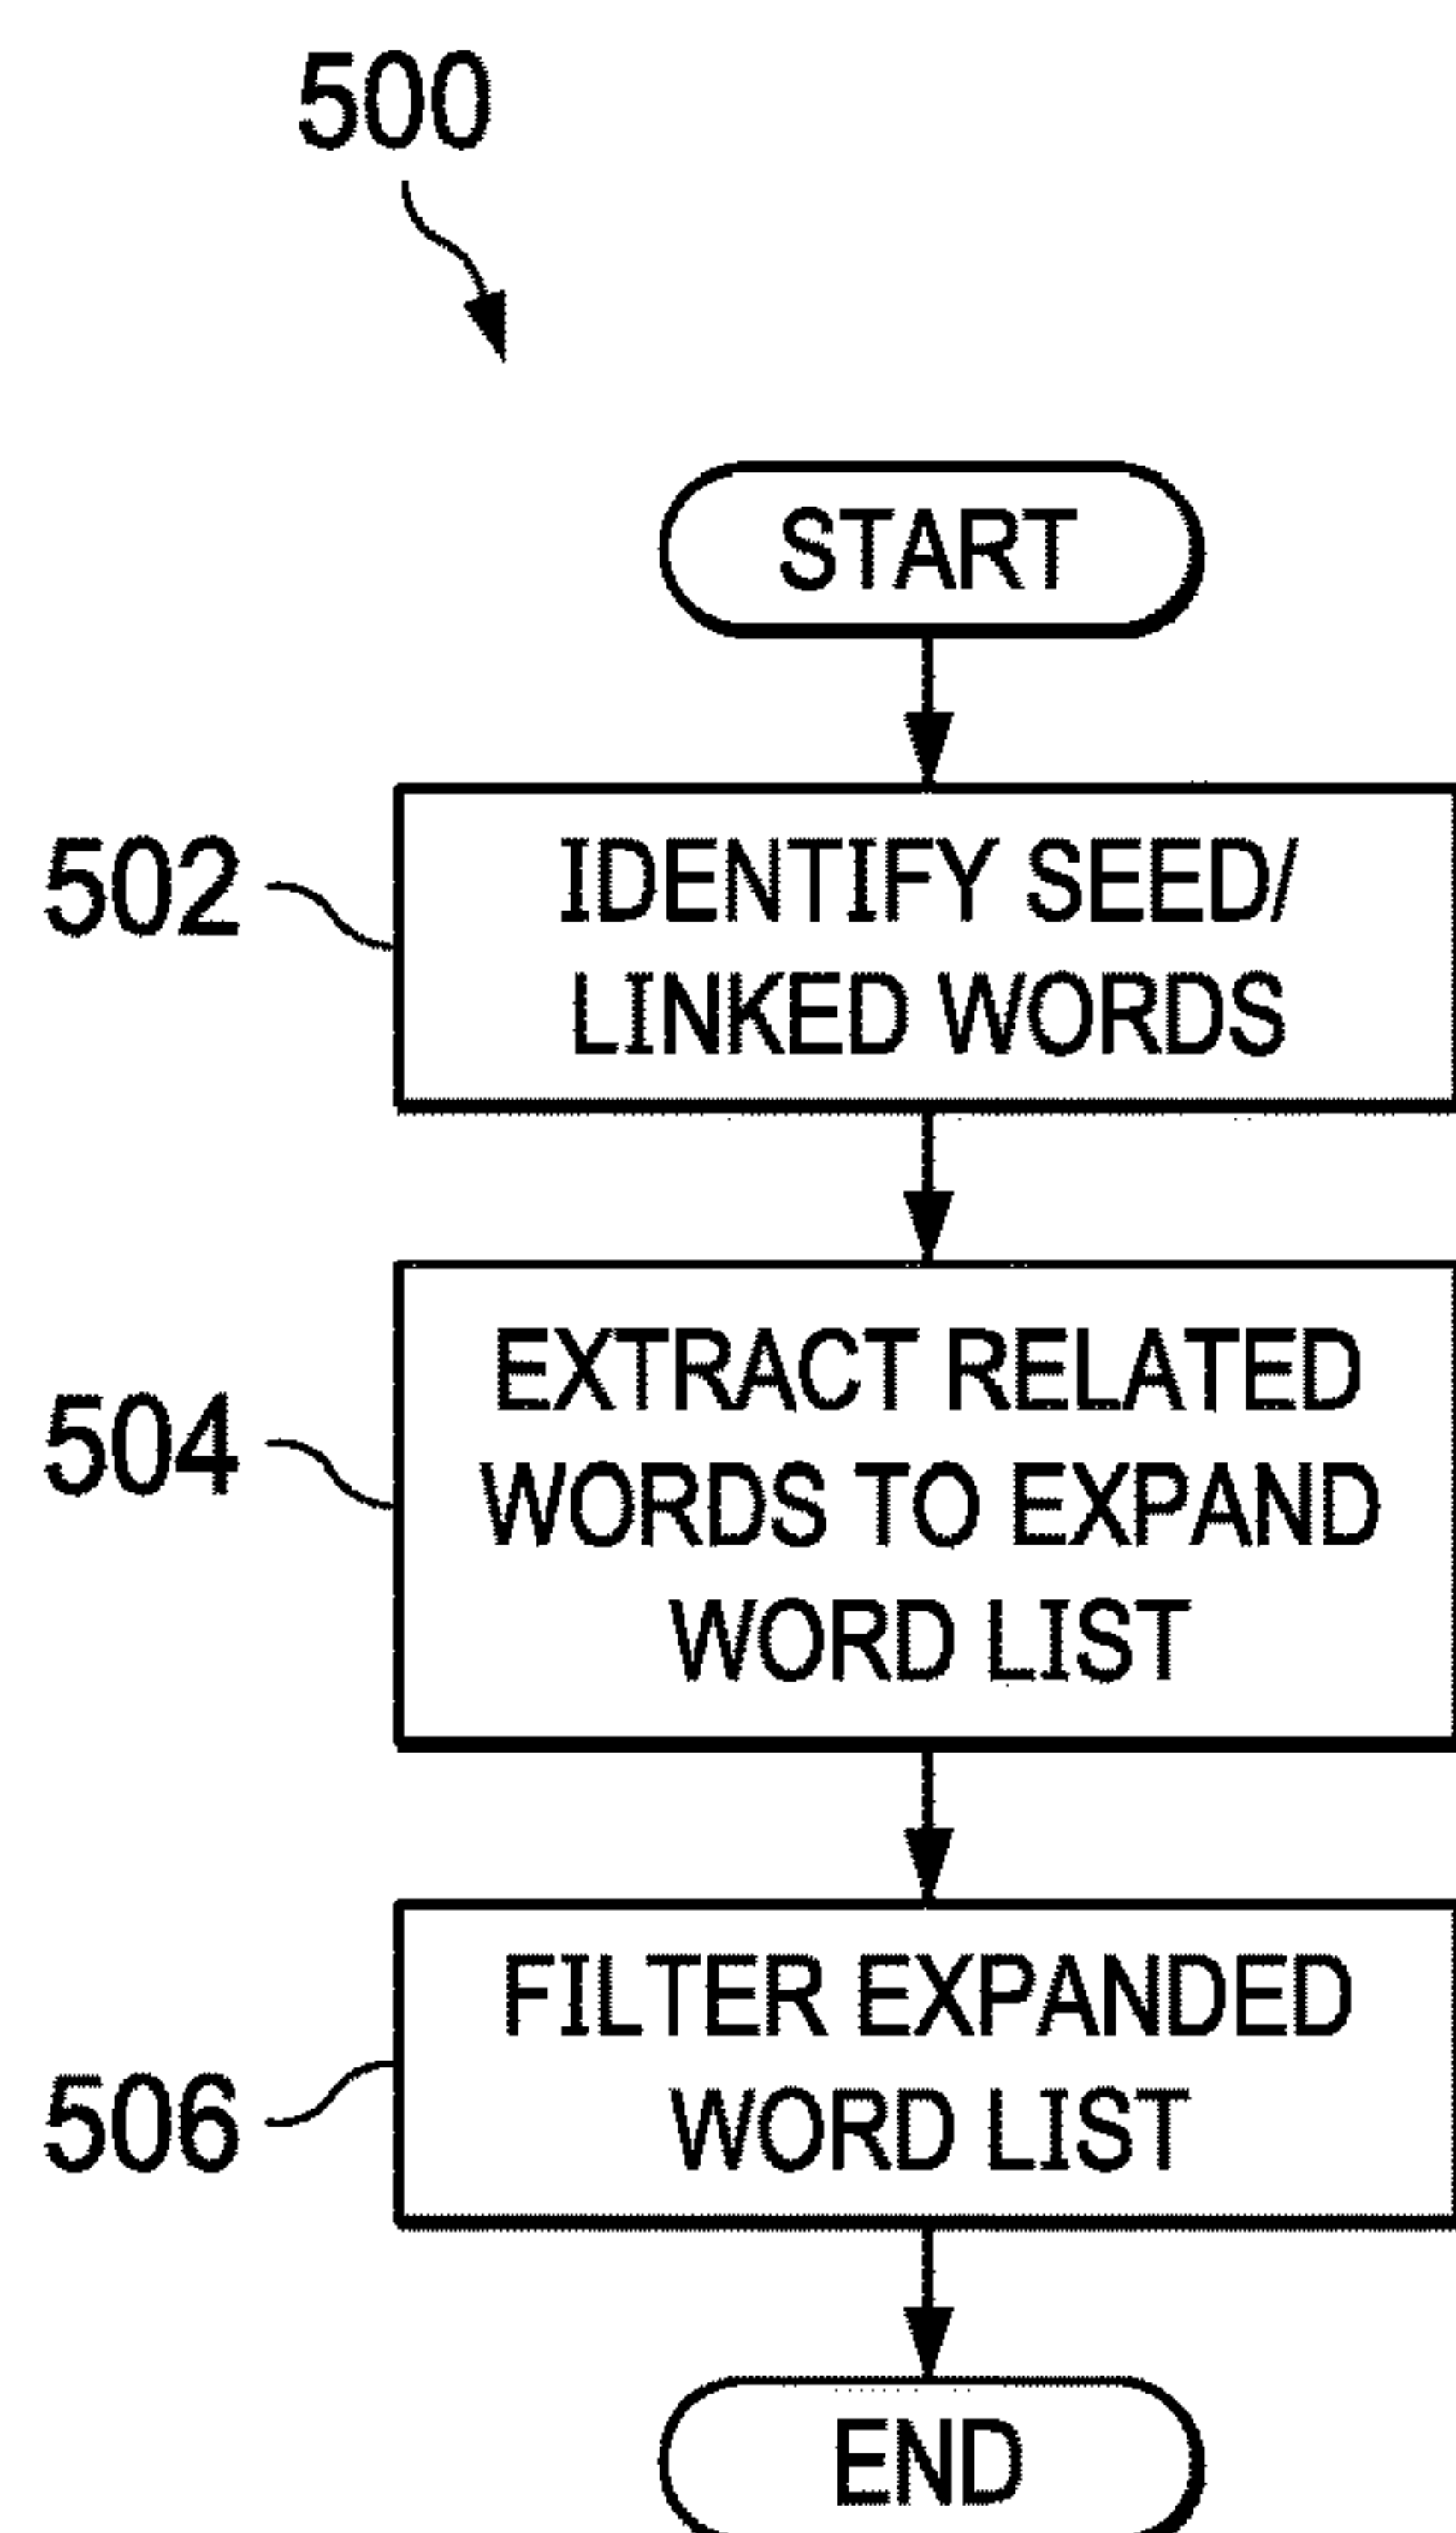 500
START
502
IDENTIFY SEED/
LINKED WORDS
504
EXTRACT RELATED
WORDS TO EXPAND
WORD LIST
506
FILTER EXPANDED
WORD LIST
END